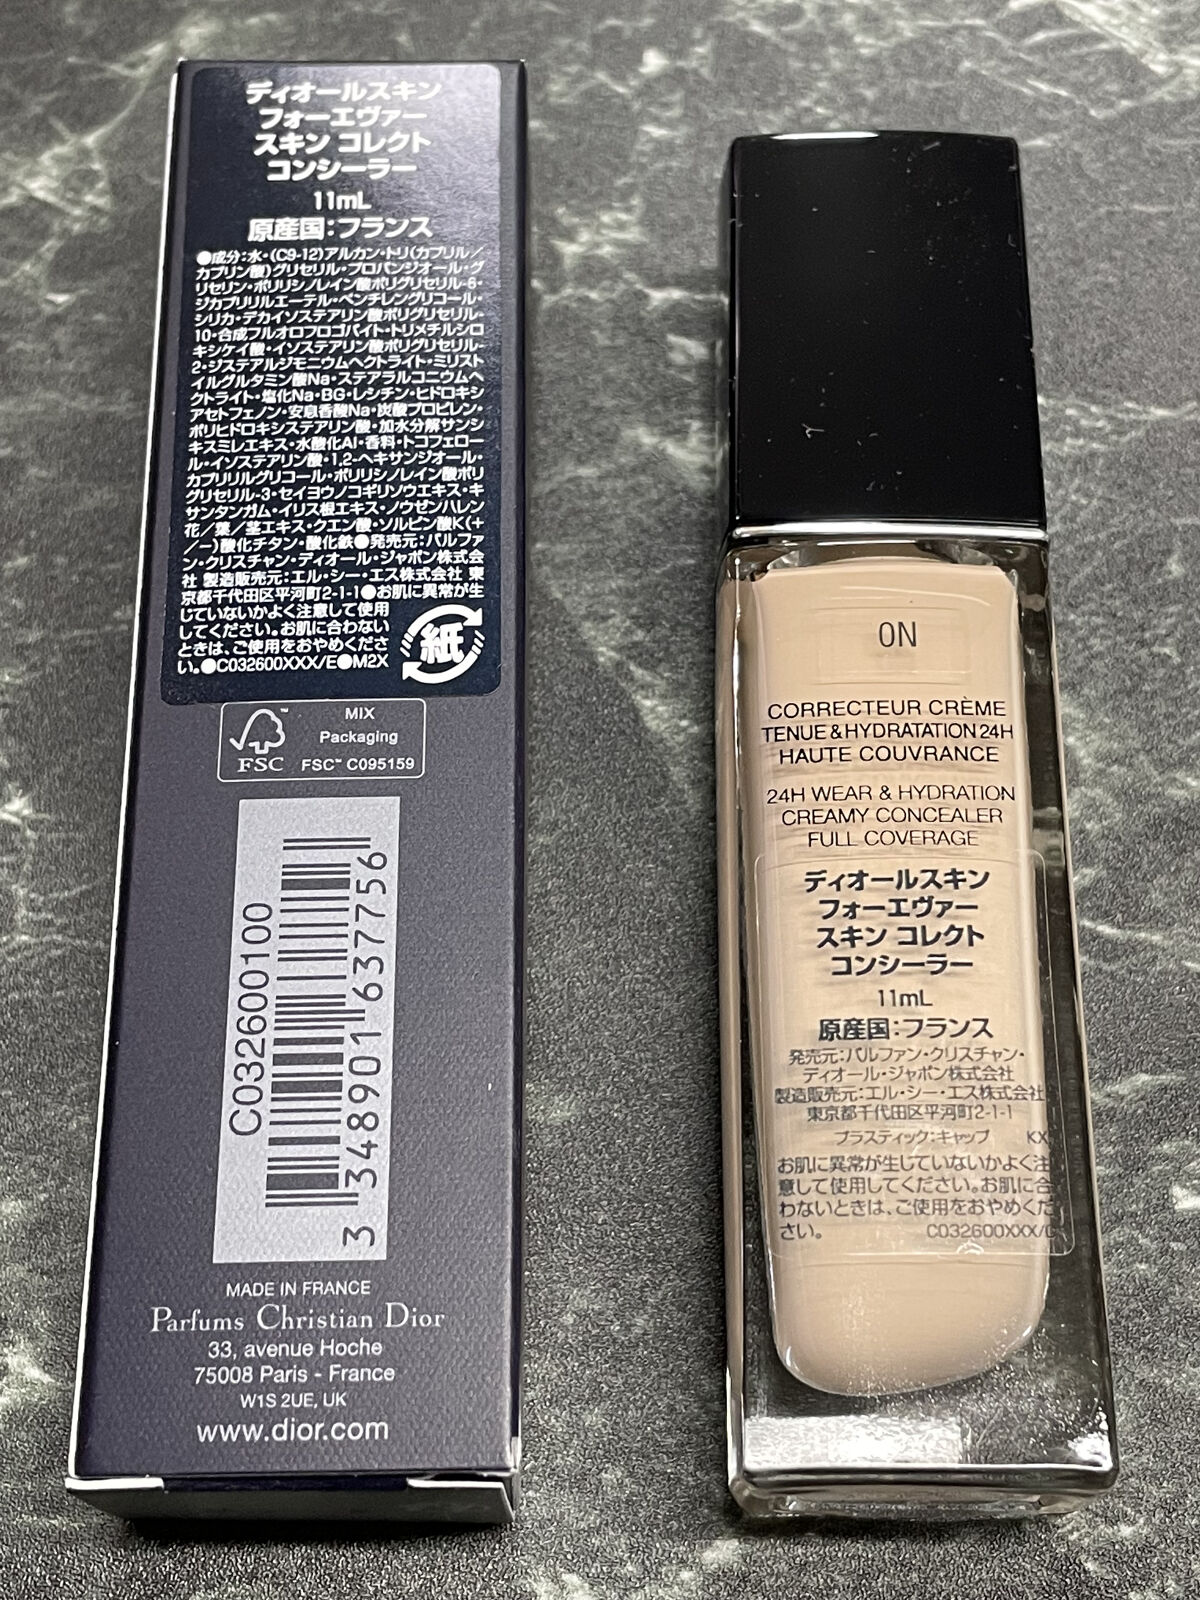 ディオールスキン
フォーエヴァー
スキン コレクト
コンシーラー
11mL
原産国：フランス
●成分：水・(C9-12)アルカン・トリ(カプリル／
カプリン酸)グリセリル・プロパンジオール・グ
リセリン・ポリリシノレイン酸ポリグリセリル-6・
ジカプリリルエーテル・ペンチレングリコール・
シリカ・デカイソステアリン酸ポリグリセリル-
10・合成フルオロフロゴパイト・トリメチルシロ
キシケイ酸・イソステアリン酸ポリグリセリル-
2・ジステアルジモニウムヘクトライト・ミリスト
イルグルタミン酸Na・ステアラルコニウムヘ
クトライト・塩化Na・BG・レシチン・ヒドロキシ
アセトフェノン・安息香酸Na・炭酸プロピレン・
ポリヒドロキシステアリン酸・加水分解サンシ
キスミレエキス・水酸化Al・香料・トコフェロー
ル・イソステアリン酸・1,2-ヘキサンジオール・
カプリリルグリコール・ポリリシノレイン酸ポリ
グリセリル-3・セイヨウノコギリソウエキス・キ
サンタンガム・イリス根エキス・ノウゼンハレン
花／葉／茎エキス・クエン酸・ソルビン酸K(+
／−)酸化チタン・酸化鉄●発売元：パルファ
ン・クリスチャン・ディオール・ジャポン株式会
社 製造販売元：エル・シー・エス株式会社 東
京都千代田区平河町2-1-1●お肌に異常が生
じていないかよく注意して使用
してください。お肌に合わない
ときは、ご使用をおやめくださ
い。●C032600XXX/E●M2X
紙
FSC™
MIX
Packaging
FSC™ C095159
C032600100
3 348901 637756
MADE IN FRANCE
Parfums Christian Dior
33, avenue Hoche
75008 Paris - France
W1S 2UE, UK
www.dior.com
0N
CORRECTEUR CRÈME
TENUE & HYDRATATION 24H
HAUTE COUVRANCE
24H WEAR & HYDRATION
CREAMY CONCEALER
FULL COVERAGE
ディオールスキン
フォーエヴァー
スキン コレクト
コンシーラー
11mL
原産国：フランス
発売元：パルファン・クリスチャン・
ディオール・ジャポン株式会社
製造販売元：エル・シー・エス株式会社
東京都千代田区平河町2-1-1
プラスティック：キャップ KX
お肌に異常が生じていないかよく注
意して使用してください。お肌に合
わないときは、ご使用をおやめくだ
さい。 C032600XXX/C